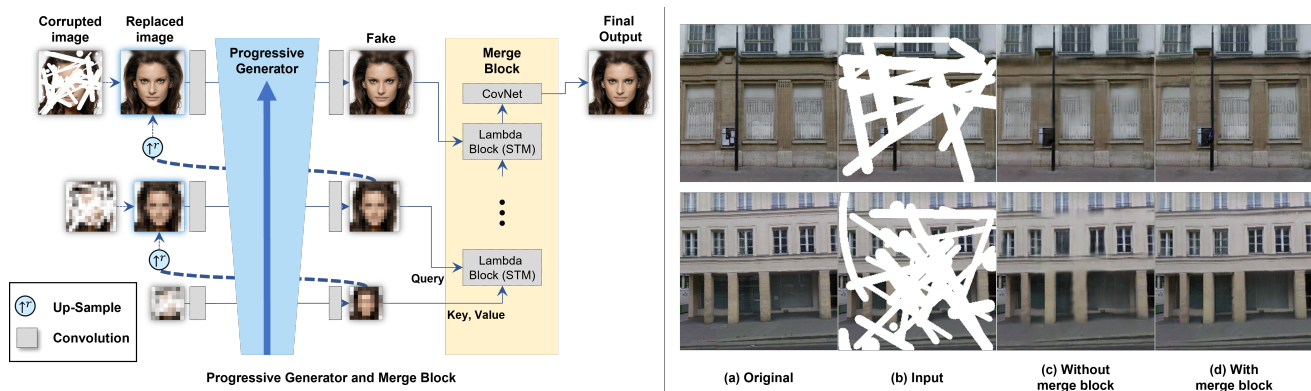 Corrupted
image
Replaced
image
Progressive
Generator
Fake
Merge
Block
Final
Output
CovNet
Lambda
Block (STM)
↑r
↑r
Lambda
Block (STM)
Query
Key, Value
↑r Up-Sample
Convolution
Progressive Generator and Merge Block
(a) Original
(b) Input
(c) Without
merge block
(d) With
merge block